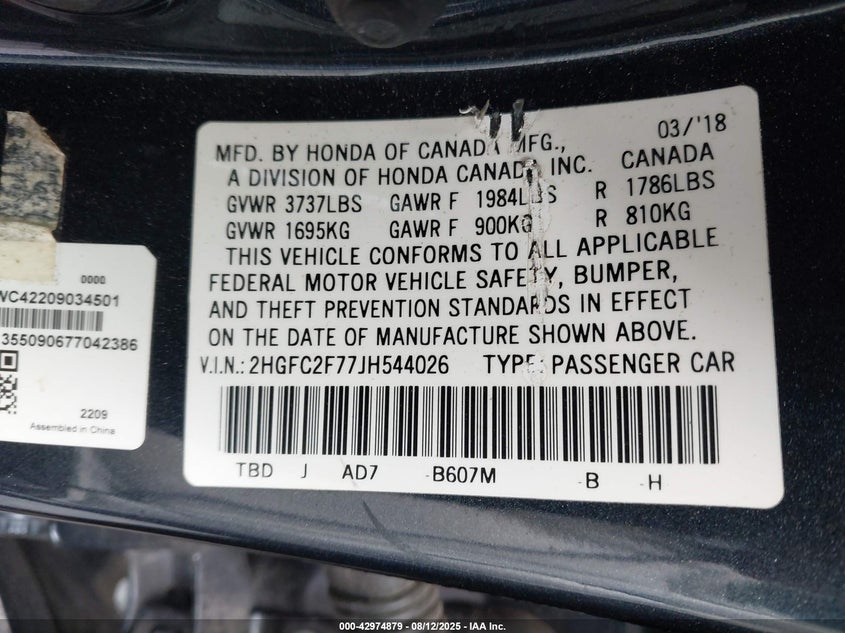 MFD. BY HONDA OF CANADA MFG., 03/'18
A DIVISION OF HONDA CANADA INC. CANADA
GVWR 3737LBS GAWR F 1984LBS R 1786LBS
GVWR 1695KG GAWR F 900KG R 810KG
THIS VEHICLE CONFORMS TO ALL APPLICABLE
FEDERAL MOTOR VEHICLE SAFETY, BUMPER,
AND THEFT PREVENTION STANDARDS IN EFFECT
ON THE DATE OF MANUFACTURE SHOWN ABOVE.
V.I.N.: 2HGFC2F77JH544026 TYPE: PASSENGER CAR
TBD J AD7 -B607M -B -H
0000
VC42209034501
355090677042386
2209
Assembled in China
000 - 42974879 - 08/12/2025 - IAA Inc.